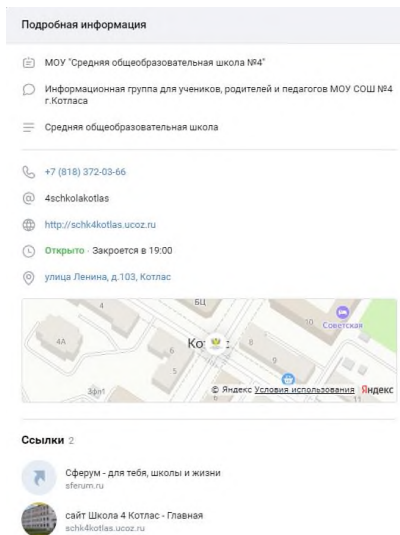 Подробная информация
МОУ "Средняя общеобразовательная школа №4"
Информационная группа для учеников, родителей и педагогов МОУ СОШ №4
г.Котласа
Средняя общеобразовательная школа
+7 (818) 372-03-66
4schkolakotlas
http://schk4kotlas.ucoz.ru
Открыто · Закроется в 19:00
улица Ленина, д.103, Котлас
4
БЦ
10
Советская
4А
6
8
5
9
3рп1
© Яндекс Условия использования Яндекс
11
Ссылки 2
Сферум - для тебя, школы и жизни
sferum.ru
сайт Школа 4 Котлас - Главная
schk4kotlas.ucoz.ru